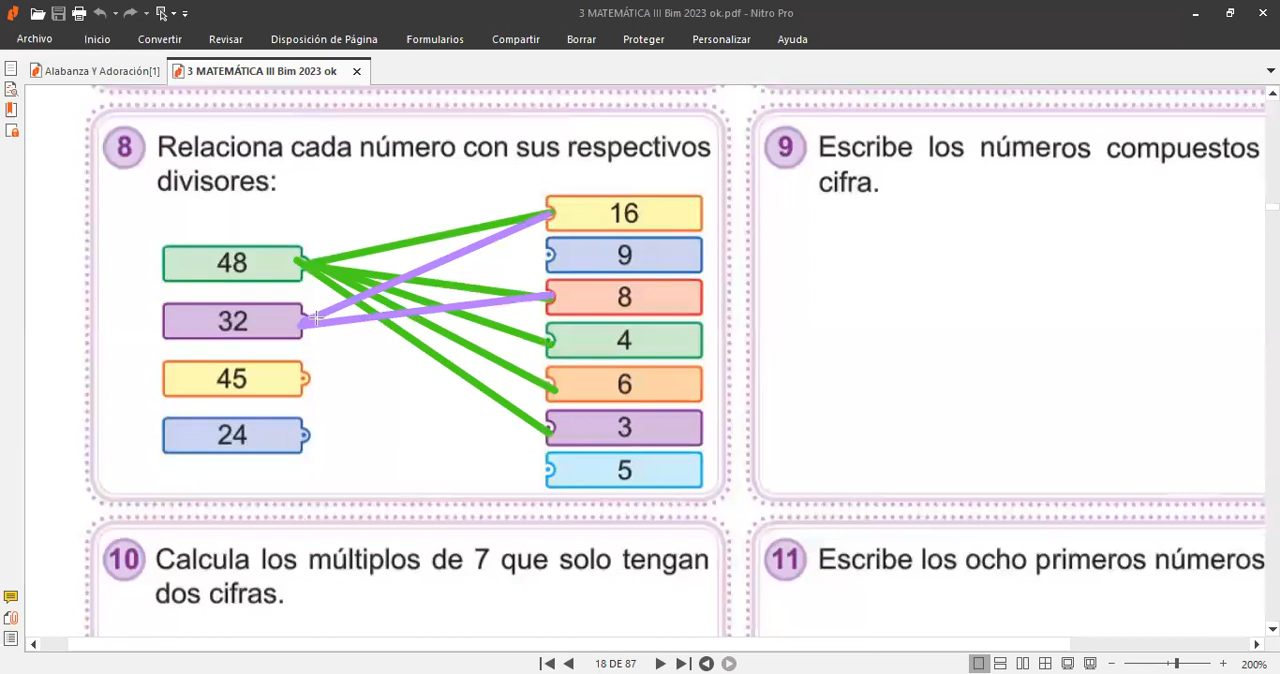 3 MATEMÁTICA III Bim 2023 ok.pdf - Nitro Pro
Archivo Inicio Convertir Revisar Disposición de Página Formularios Compartir Borrar Proteger Personalizar Ayuda
Alabanza Y Adoración[1] 3 MATEMÁTICA III Bim 2023 ok
8 Relaciona cada número con sus respectivos
divisores:
48
32
45
24
16
9
8
4
6
3
5
9 Escribe los números compuestos
cifra.
10 Calcula los múltiplos de 7 que solo tengan
dos cifras.
11 Escribe los ocho primeros números
18 DE 87
200%